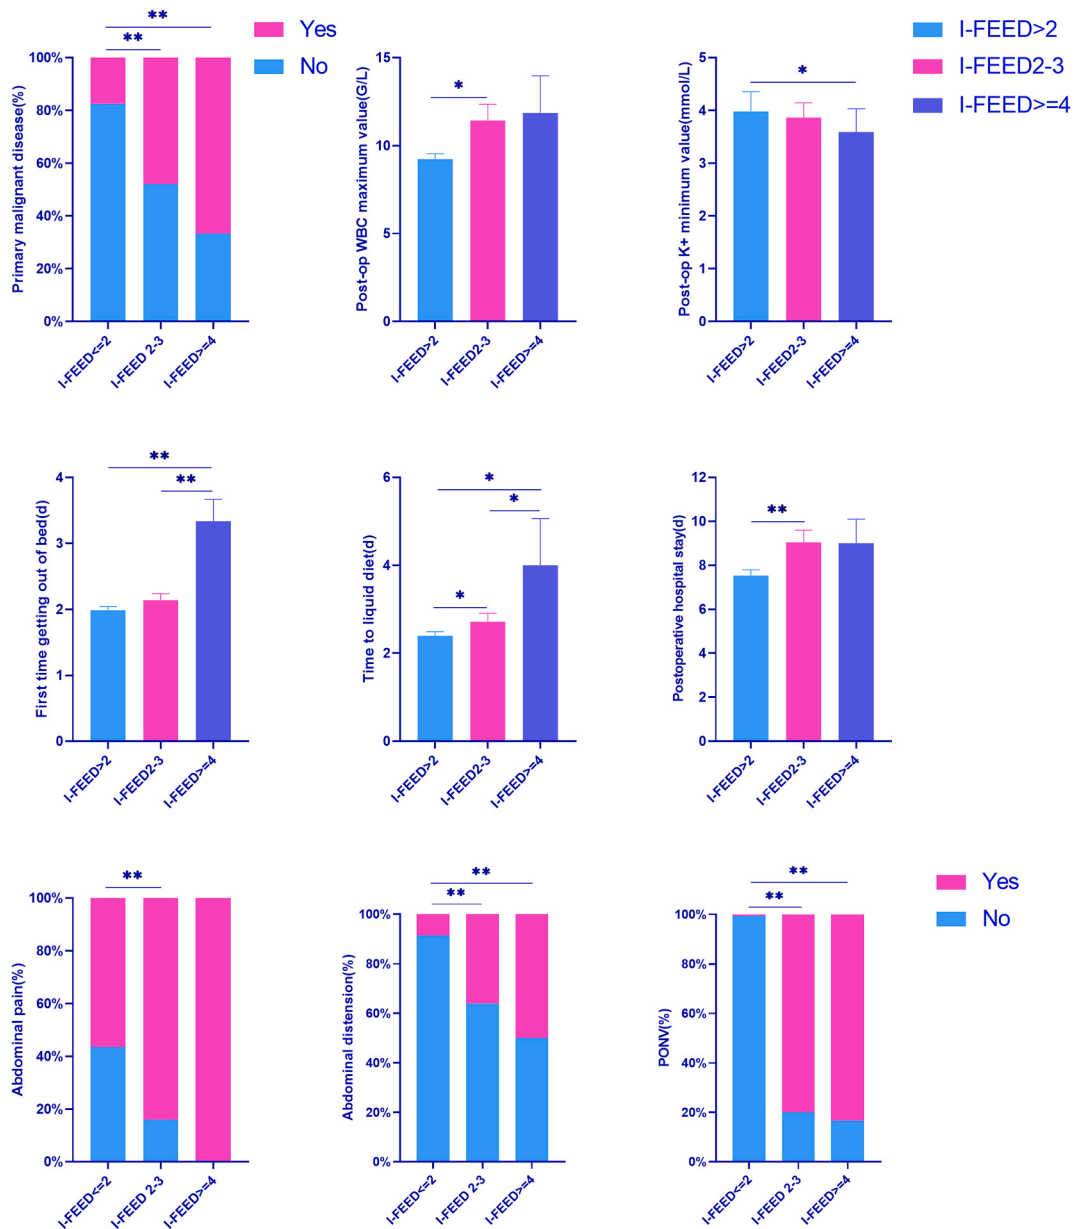 **
**
Yes
No
Primary malignant disease(%)
100%
80%
60%
40%
20%
0%
I-FEED<=2
I-FEED 2-3
I-FEED>=4
*
Post-op WBC maximum value(G/L)
15
10
5
0
I-FEED>2
I-FEED2-3
I-FEED>=4
*
Post-op K+ minimum value(mmol/L)
5
4
3
2
1
0
I-FEED>2
I-FEED2-3
I-FEED>=4
I-FEED>2
I-FEED2-3
I-FEED>=4
**
**
First time getting out of bed(d)
4
3
2
1
0
I-FEED>2
I-FEED2-3
I-FEED>=4
*
*
*
Time to liquid diet(d)
6
4
2
0
I-FEED>2
I-FEED2-3
I-FEED>=4
**
Postoperative hospital stay(d)
12
10
8
6
4
2
0
I-FEED>2
I-FEED2-3
I-FEED>=4
**
Abdominal pain(%)
100%
80%
60%
40%
20%
0%
I-FEED<=2
I-FEED 2-3
I-FEED>=4
**
**
Abdominal distension(%)
100%
80%
60%
40%
20%
0%
I-FEED<=2
I-FEED 2-3
I-FEED>=4
**
**
PONV(%)
100%
80%
60%
40%
20%
0%
I-FEED<=2
I-FEED 2-3
I-FEED>=4
Yes
No